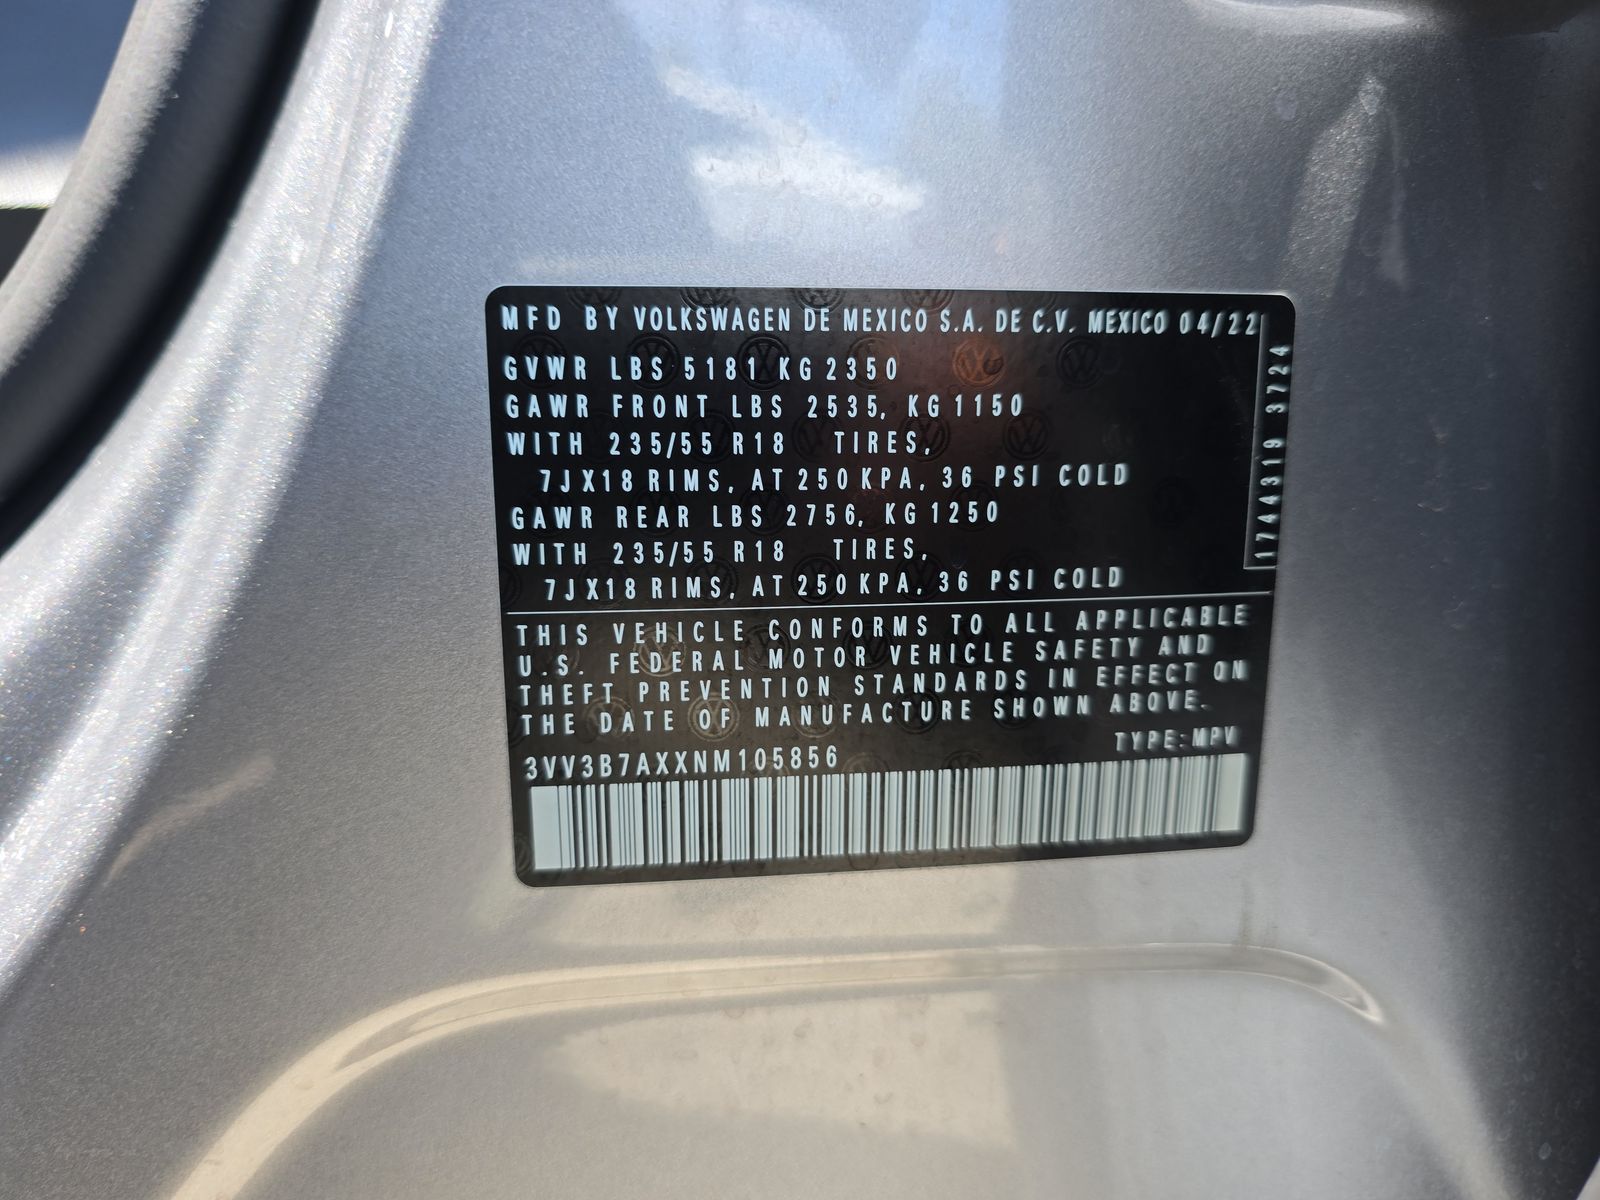 MFD BY VOLKSWAGEN DE MEXICO S.A. DE C.V. MEXICO 04/22
GVWR LBS 5181 KG 2350
GAWR FRONT LBS 2535, KG 1150
WITH 235/55 R18 TIRES,
7JX18 RIMS, AT 250 KPA, 36 PSI COLD
GAWR REAR LBS 2756, KG 1250
WITH 235/55 R18 TIRES,
7JX18 RIMS, AT 250 KPA, 36 PSI COLD
1744319 3724
THIS VEHICLE CONFORMS TO ALL APPLICABLE
U.S. FEDERAL MOTOR VEHICLE SAFETY AND
THEFT PREVENTION STANDARDS IN EFFECT ON
THE DATE OF MANUFACTURE SHOWN ABOVE.
TYPE: MPV
3VV3B7AXXNM105856